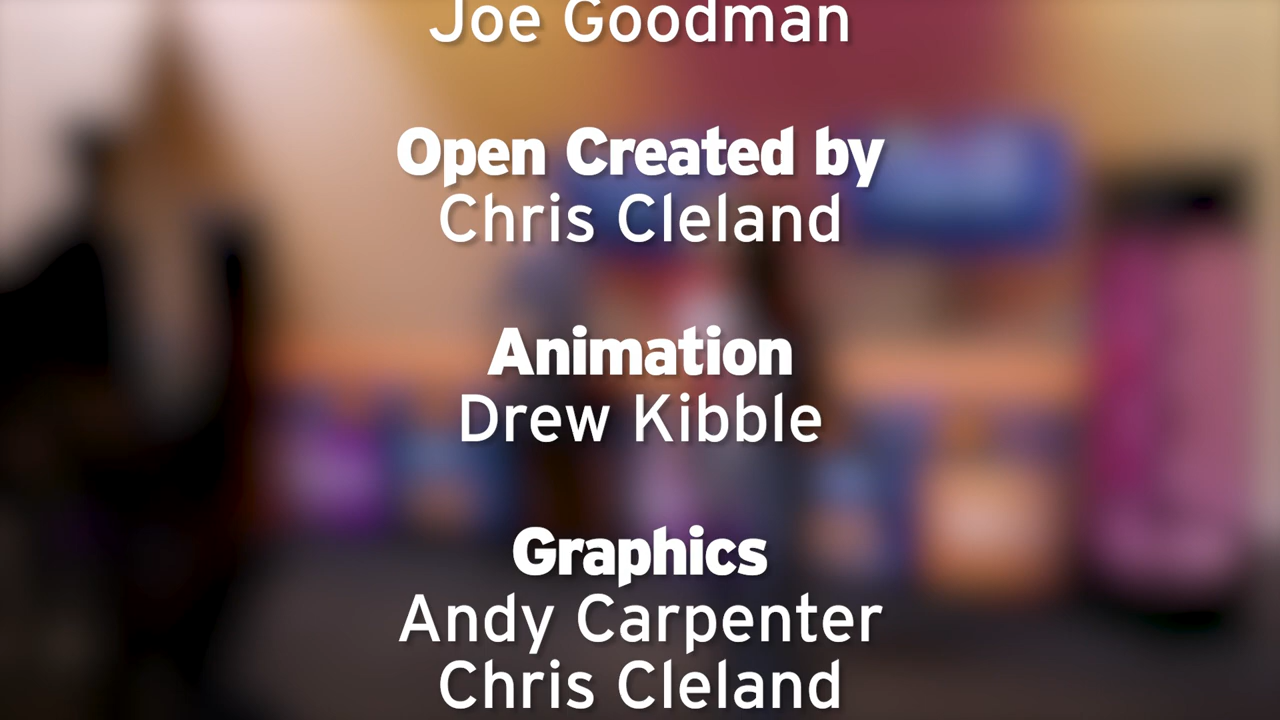 Joe Goodman
Open Created by
Chris Cleland
Animation
Drew Kibble
Graphics
Andy Carpenter
Chris Cleland